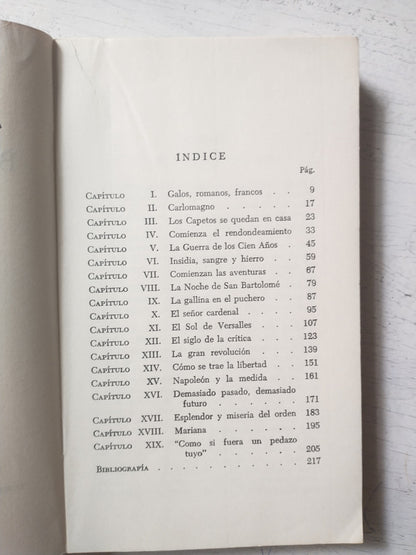 INDICE
Pág.
CAPÍTULO I. Galos, romanos, francos . . 9
CAPÍTULO II. Carlomagno . . . . . 17
CAPÍTULO III. Los Capetos se quedan en casa 23
CAPÍTULO IV. Comienza el rendondeamiento 33
CAPÍTULO V. La Guerra de los Cien Años . 45
CAPÍTULO VI. Insidia, sangre y hierro . . 59
CAPÍTULO VII. Comienzan las aventuras . . 67
CAPÍTULO VIII. La Noche de San Bartolomé . 79
CAPÍTULO IX. La gallina en el puchero . . 87
CAPÍTULO X. El señor cardenal . . . . 95
CAPÍTULO XI. El Sol de Versalles . . . 107
CAPÍTULO XII. El siglo de la crítica . . . 123
CAPÍTULO XIII. La gran revolución . . . 139
CAPÍTULO XIV. Cómo se trae la libertad . . 151
CAPÍTULO XV. Napoleón y la medida . . . 161
CAPÍTULO XVI. Demasiado pasado, demasiado
futuro . . . . . . . 171
CAPÍTULO XVII. Esplendor y miseria del orden 183
CAPÍTULO XVIII. Mariana . . . . . . 195
CAPÍTULO XIX. "Como si fuera un pedazo
tuyo" . . . . . . . 205
BIBLIOGRAFÍA . . . . . . . . . . 217